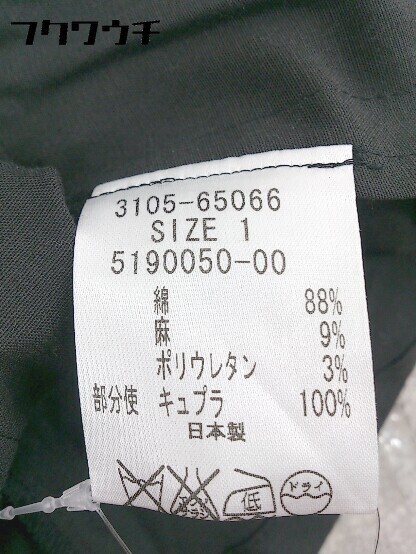 フクワウチ
3105-65066
SIZE 1
5190050-00
綿 88%
麻 9%
ポリウレタン 3%
部分使 キュプラ 100%
日本製
低 ドライ